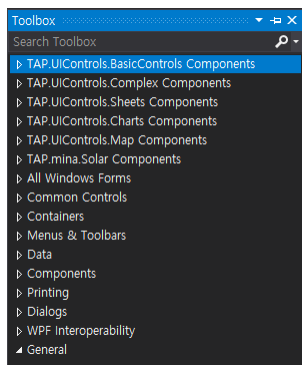 Toolbox
Search Toolbox
TAP.UIControls.BasicControls Components
TAP.UIControls.Complex Components
TAP.UIControls.Sheets Components
TAP.UIControls.Charts Components
TAP.UIControls.Map Components
TAP.mina.Solar Components
All Windows Forms
Common Controls
Containers
Menus & Toolbars
Data
Components
Printing
Dialogs
WPF Interoperability
General